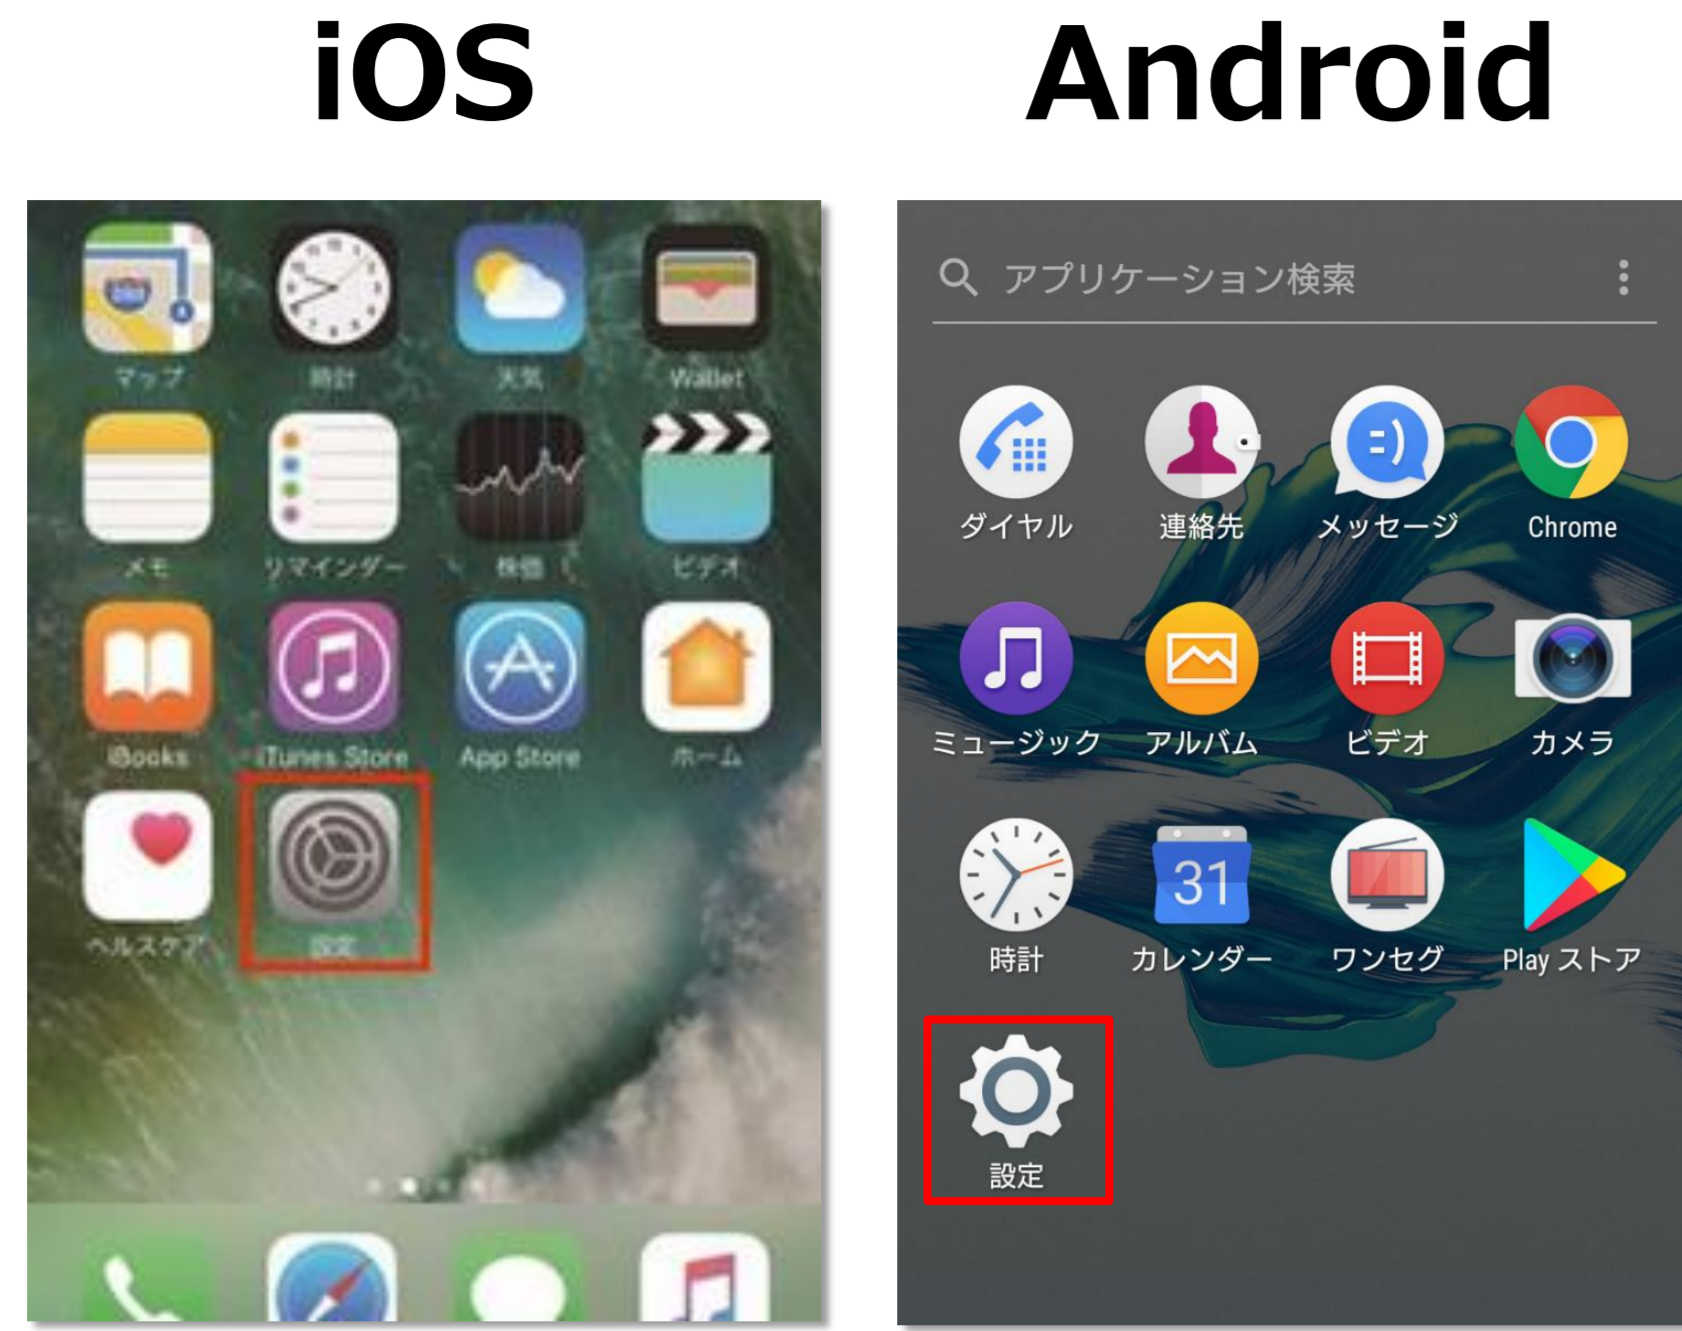 iOS
Android
マップ 時計 天気 Wallet
メモ リマインダー 株価 ビデオ
iBooks iTunes Store App Store ホーム
ヘルスケア 設定
アプリケーション検索
ダイヤル 連絡先 メッセージ Chrome
ミュージック アルバム ビデオ カメラ
31
時計 カレンダー ワンセグ Play ストア
設定